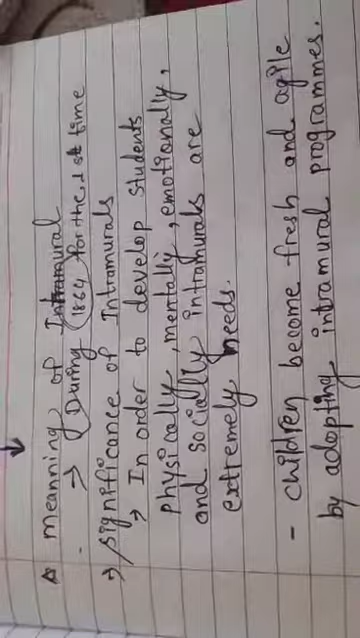 meanning of Intramural
→ During 1864, for the 1st time
→ significance of Intramurals
→ In order to develop students
physically, mentally, emotionally,
and socially intramurals are
extremely needs.
- children become fresh and agile
by adopting intramural programmes.